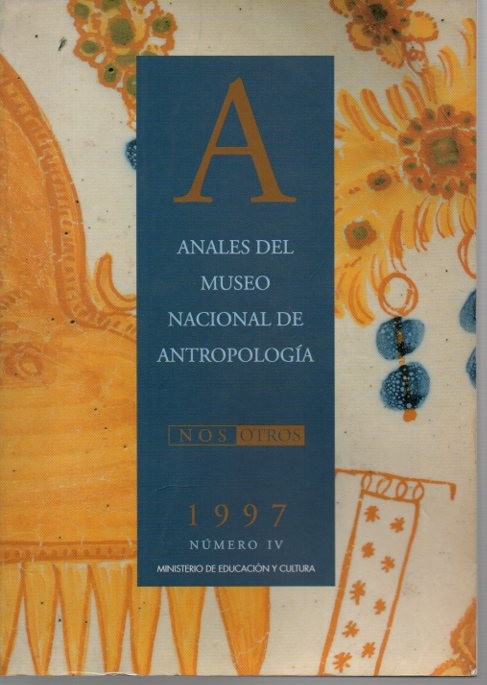 A
ANALES DEL
MUSEO
NACIONAL DE
ANTROPOLOGÍA
NOS OTROS
1997
NÚMERO IV
MINISTERIO DE EDUCACIÓN Y CULTURA